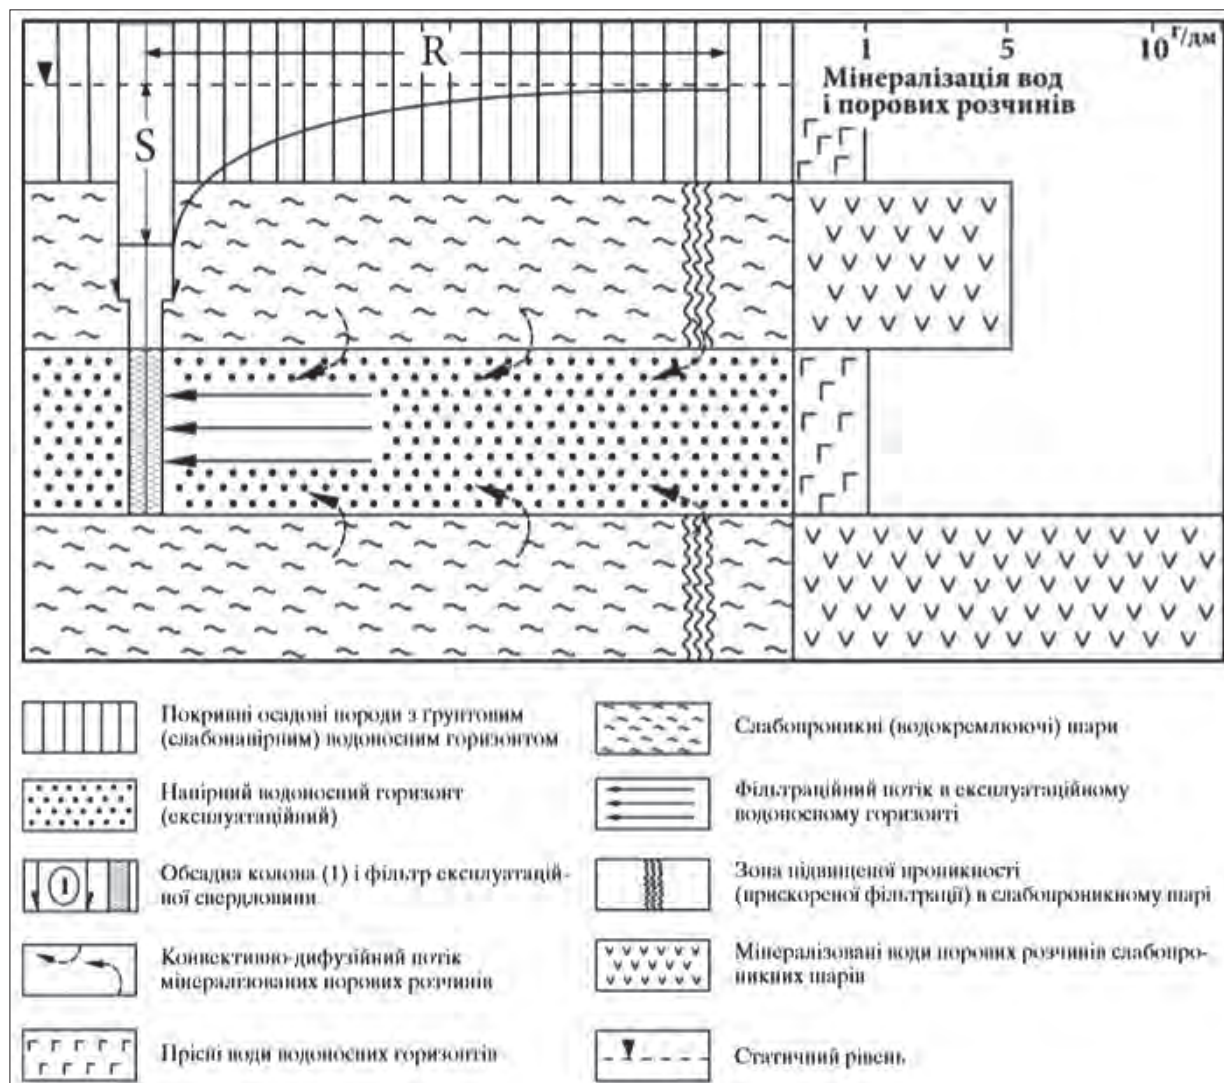 R
S
1 5 10 г/дм
Мінералізація вод
і порових розчинів
Покривні осадові породи з ґрунтовим
(слабонапірним) водоносним горизонтом
Слабопроникні (водокремлюючі) шари
Напірний водоносний горизонт
(експлуатаційний)
Фільтраційний потік в експлуатаційному
водоносному горизонті
1
Обсадна колона (1) і фільтр експлуатацій-
ної свердловини
Зона підвищеної проникності
(прискореної фільтрації) в слабопроникному шарі
Конвективно-дифузійний потік
мінералізованих порових розчинів
Мінералізовані води порових розчинів слабопро-
никних шарів
Прісні води водоносних горизонтів
Статичний рівень